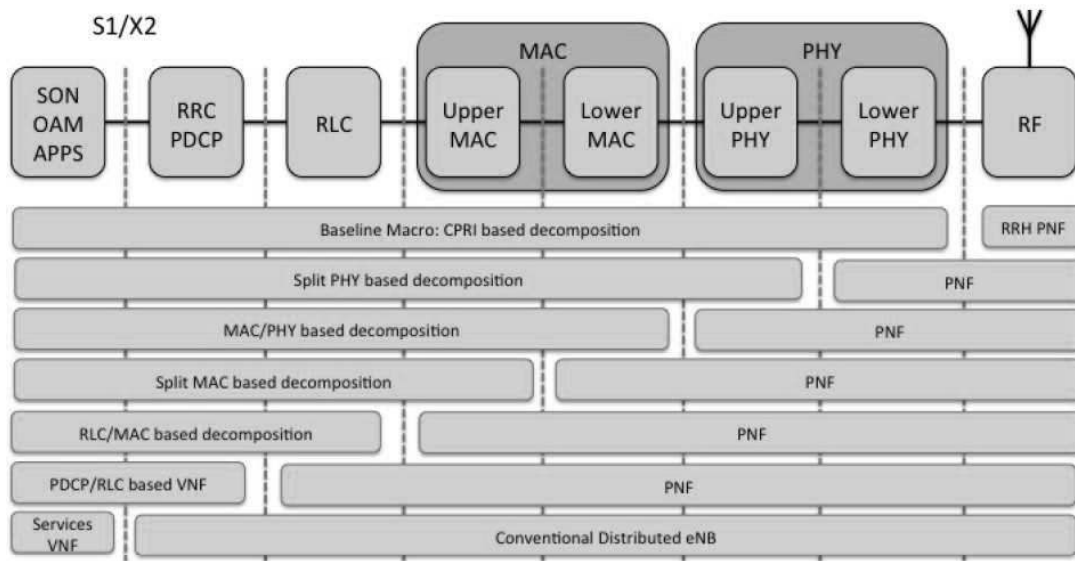 S1/X2
MAC
PHY
SON
OAM
APPS
RRC
PDCP
RLC
Upper
MAC
Lower
MAC
Upper
PHY
Lower
PHY
RF
Baseline Macro: CPRI based decomposition
RRH PNF
Split PHY based decomposition
PNF
MAC/PHY based decomposition
PNF
Split MAC based decomposition
PNF
RLC/MAC based decomposition
PNF
PDCP/RLC based VNF
PNF
Services
VNF
Conventional Distributed eNB